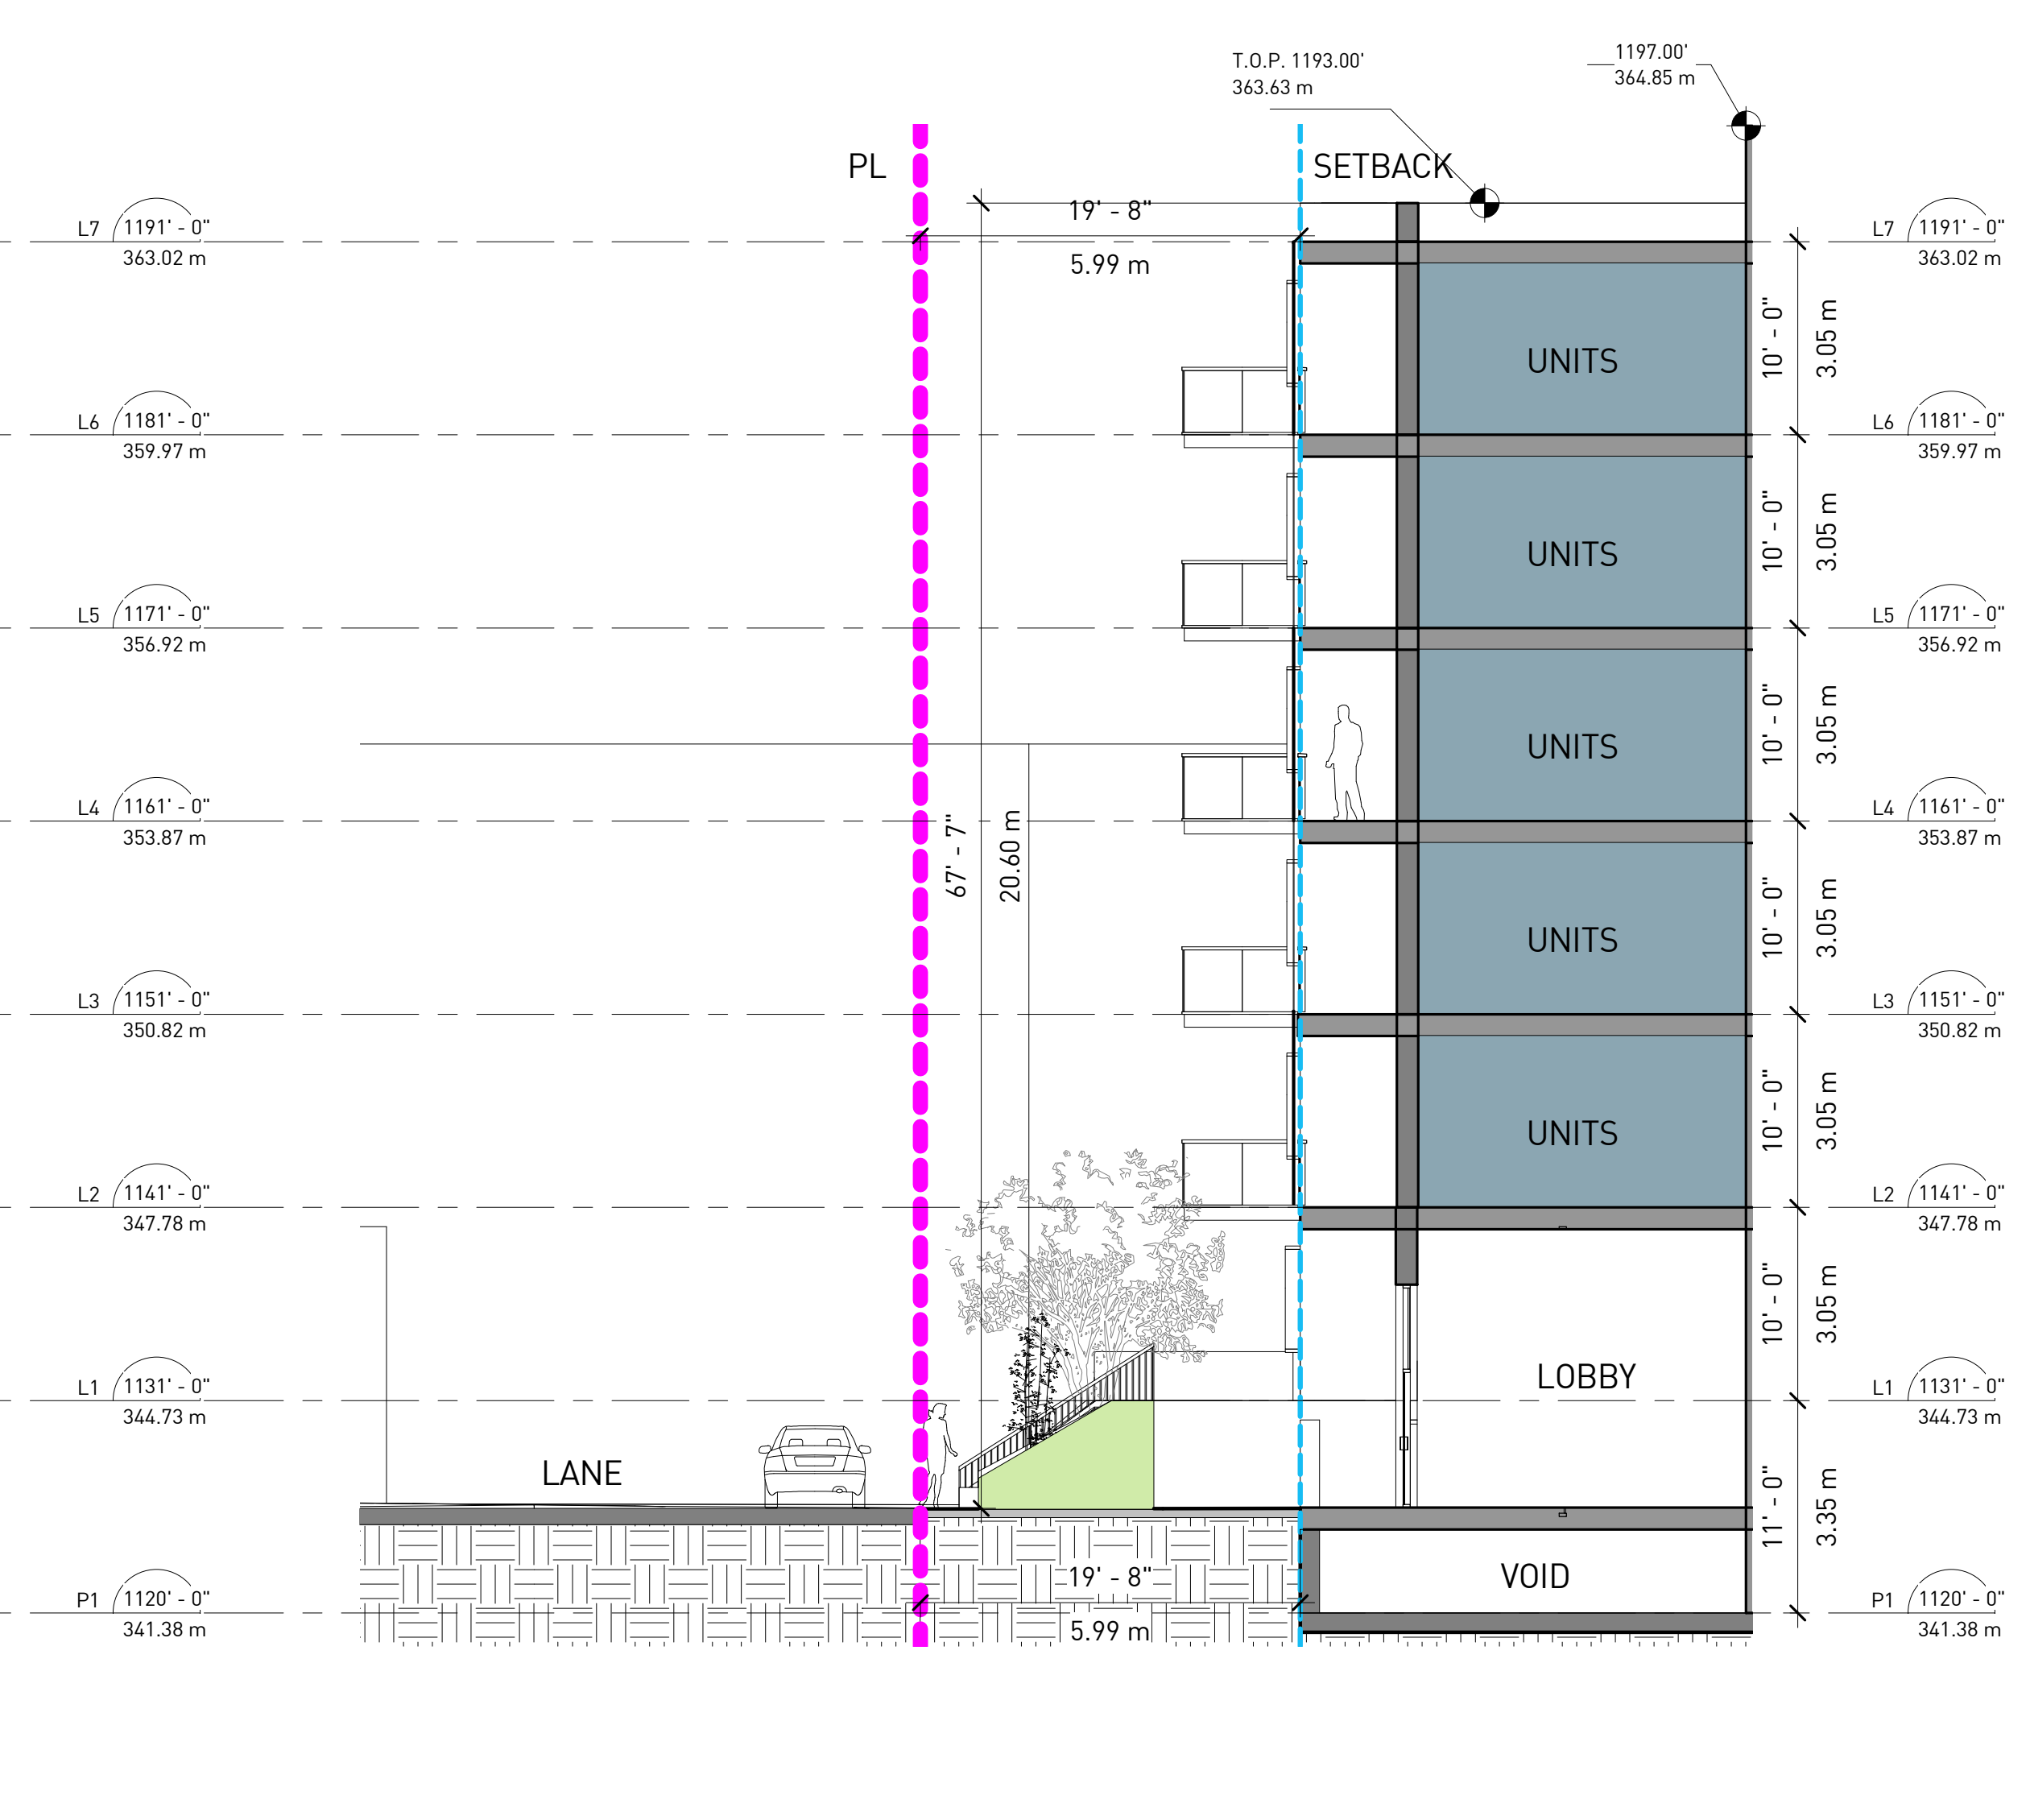 1197.00'
364.85 m
T.O.P. 1193.00'
363.63 m
PL
SETBACK
19' - 8"
5.99 m
L7 1191' - 0"
363.02 m
L7 1191' - 0"
363.02 m
10' - 0"
3.05 m
UNITS
L6 1181' - 0"
359.97 m
L6 1181' - 0"
359.97 m
10' - 0"
3.05 m
UNITS
L5 1171' - 0"
356.92 m
L5 1171' - 0"
356.92 m
10' - 0"
3.05 m
UNITS
L4 1161' - 0"
353.87 m
67' - 7"
20.60 m
L4 1161' - 0"
353.87 m
10' - 0"
3.05 m
UNITS
L3 1151' - 0"
350.82 m
L3 1151' - 0"
350.82 m
10' - 0"
3.05 m
UNITS
L2 1141' - 0"
347.78 m
L2 1141' - 0"
347.78 m
10' - 0"
3.05 m
LOBBY
L1 1131' - 0"
344.73 m
L1 1131' - 0"
344.73 m
LANE
11' - 0"
3.35 m
VOID
19' - 8"
5.99 m
P1 1120' - 0"
341.38 m
P1 1120' - 0"
341.38 m